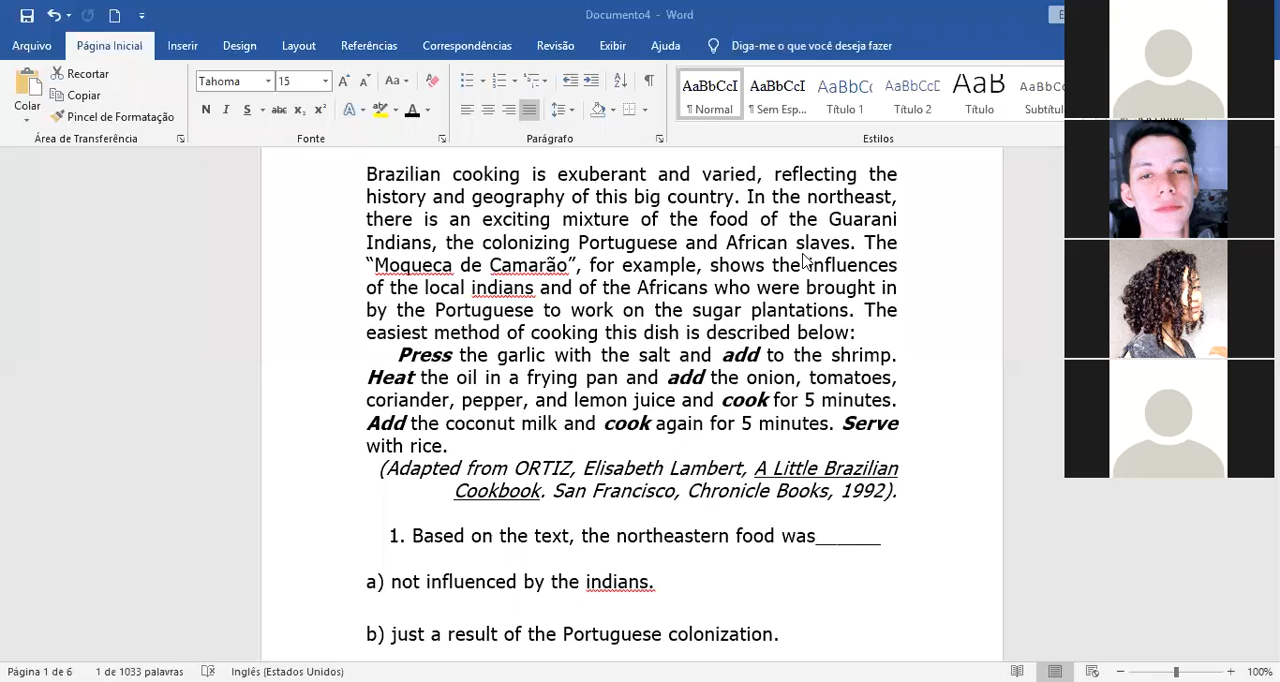 Documento4 - Word
Arquivo Página Inicial Inserir Design Layout Referências Correspondências Revisão Exibir Ajuda Diga-me o que você deseja fazer
Colar
Recortar
Copiar
Pincel de Formatação
Área de Transferência
Tahoma 15
N I S abc x₂ x²
Fonte
Parágrafo
AaBbCcI AaBbCcI AaBbC AaBbCcD AaB AaBbC
¶ Normal ¶ Sem Esp... Título 1 Título 2 Título Subtítu
Estilos
Brazilian cooking is exuberant and varied, reflecting the
history and geography of this big country. In the northeast,
there is an exciting mixture of the food of the Guarani
Indians, the colonizing Portuguese and African slaves. The
“Moqueca de Camarão”, for example, shows the influences
of the local indians and of the Africans who were brought in
by the Portuguese to work on the sugar plantations. The
easiest method of cooking this dish is described below:
Press the garlic with the salt and add to the shrimp.
Heat the oil in a frying pan and add the onion, tomatoes,
coriander, pepper, and lemon juice and cook for 5 minutes.
Add the coconut milk and cook again for 5 minutes. Serve
with rice.
(Adapted from ORTIZ, Elisabeth Lambert, A Little Brazilian
Cookbook. San Francisco, Chronicle Books, 1992).
1. Based on the text, the northeastern food was______
a) not influenced by the indians.
b) just a result of the Portuguese colonization.
Página 1 de 6 1 de 1033 palavras Inglês (Estados Unidos) 100%